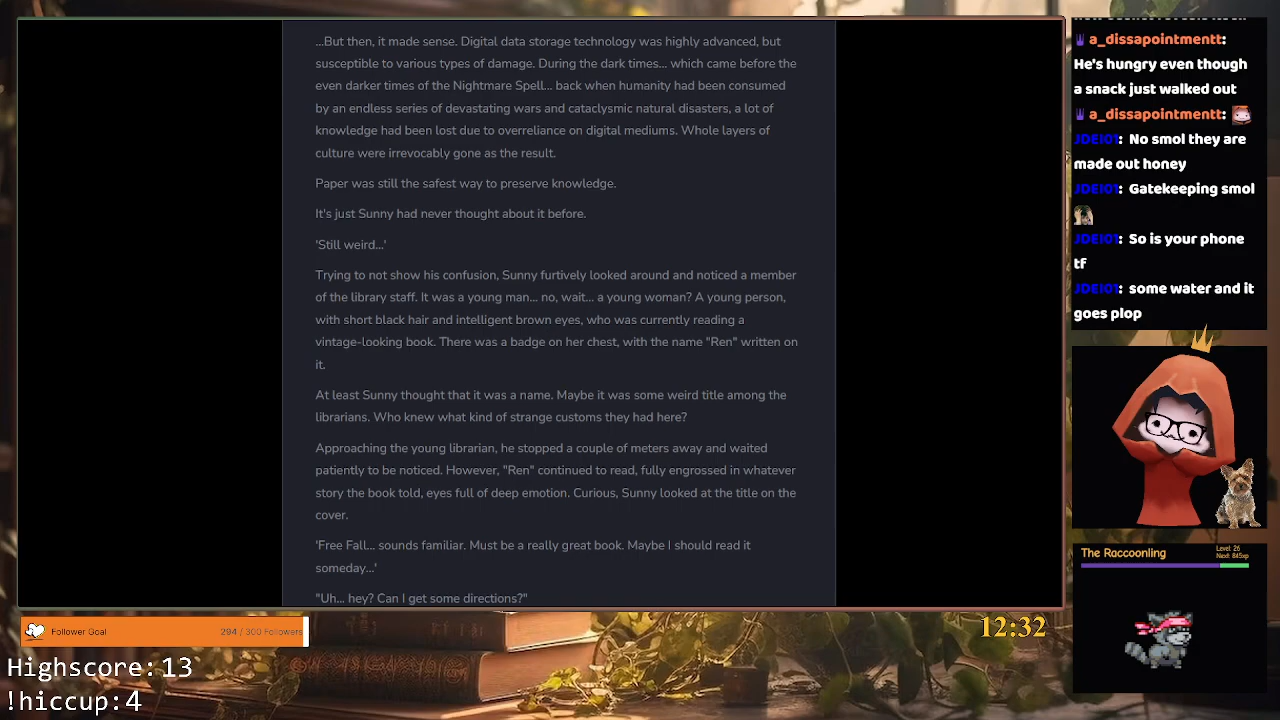 ...But then, it made sense. Digital data storage technology was highly advanced, but
susceptible to various types of damage. During the dark times... which came before the
even darker times of the Nightmare Spell... back when humanity had been consumed
by an endless series of devastating wars and cataclysmic natural disasters, a lot of
knowledge had been lost due to overreliance on digital mediums. Whole layers of
culture were irrevocably gone as the result.
Paper was still the safest way to preserve knowledge.
It's just Sunny had never thought about it before.
'Still weird...'
Trying to not show his confusion, Sunny furtively looked around and noticed a member
of the library staff. It was a young man... no, wait... a young woman? A young person,
with short black hair and intelligent brown eyes, who was currently reading a
vintage-looking book. There was a badge on her chest, with the name "Ren" written on
it.
At least Sunny thought that it was a name. Maybe it was some weird title among the
librarians. Who knew what kind of strange customs they had here?
Approaching the young librarian, he stopped a couple of meters away and waited
patiently to be noticed. However, "Ren" continued to read, fully engrossed in whatever
story the book told, eyes full of deep emotion. Curious, Sunny looked at the title on the
cover.
'Free Fall... sounds familiar. Must be a really great book. Maybe I should read it
someday...'
"Uh... hey? Can I get some directions?"
a_dissapointmentt:
He's hungry even though
a snack just walked out
a_dissapointmentt:
JDEI01: No smol they are
made out honey
JDEI01: Gatekeeping smol
JDEI01: So is your phone
tf
JDEI01: some water and it
goes plop
The Raccoonling
Level: 26
Next: 845xp
Follower Goal
294 / 300 Followers
12:32
Highscore:13
!hiccup:4